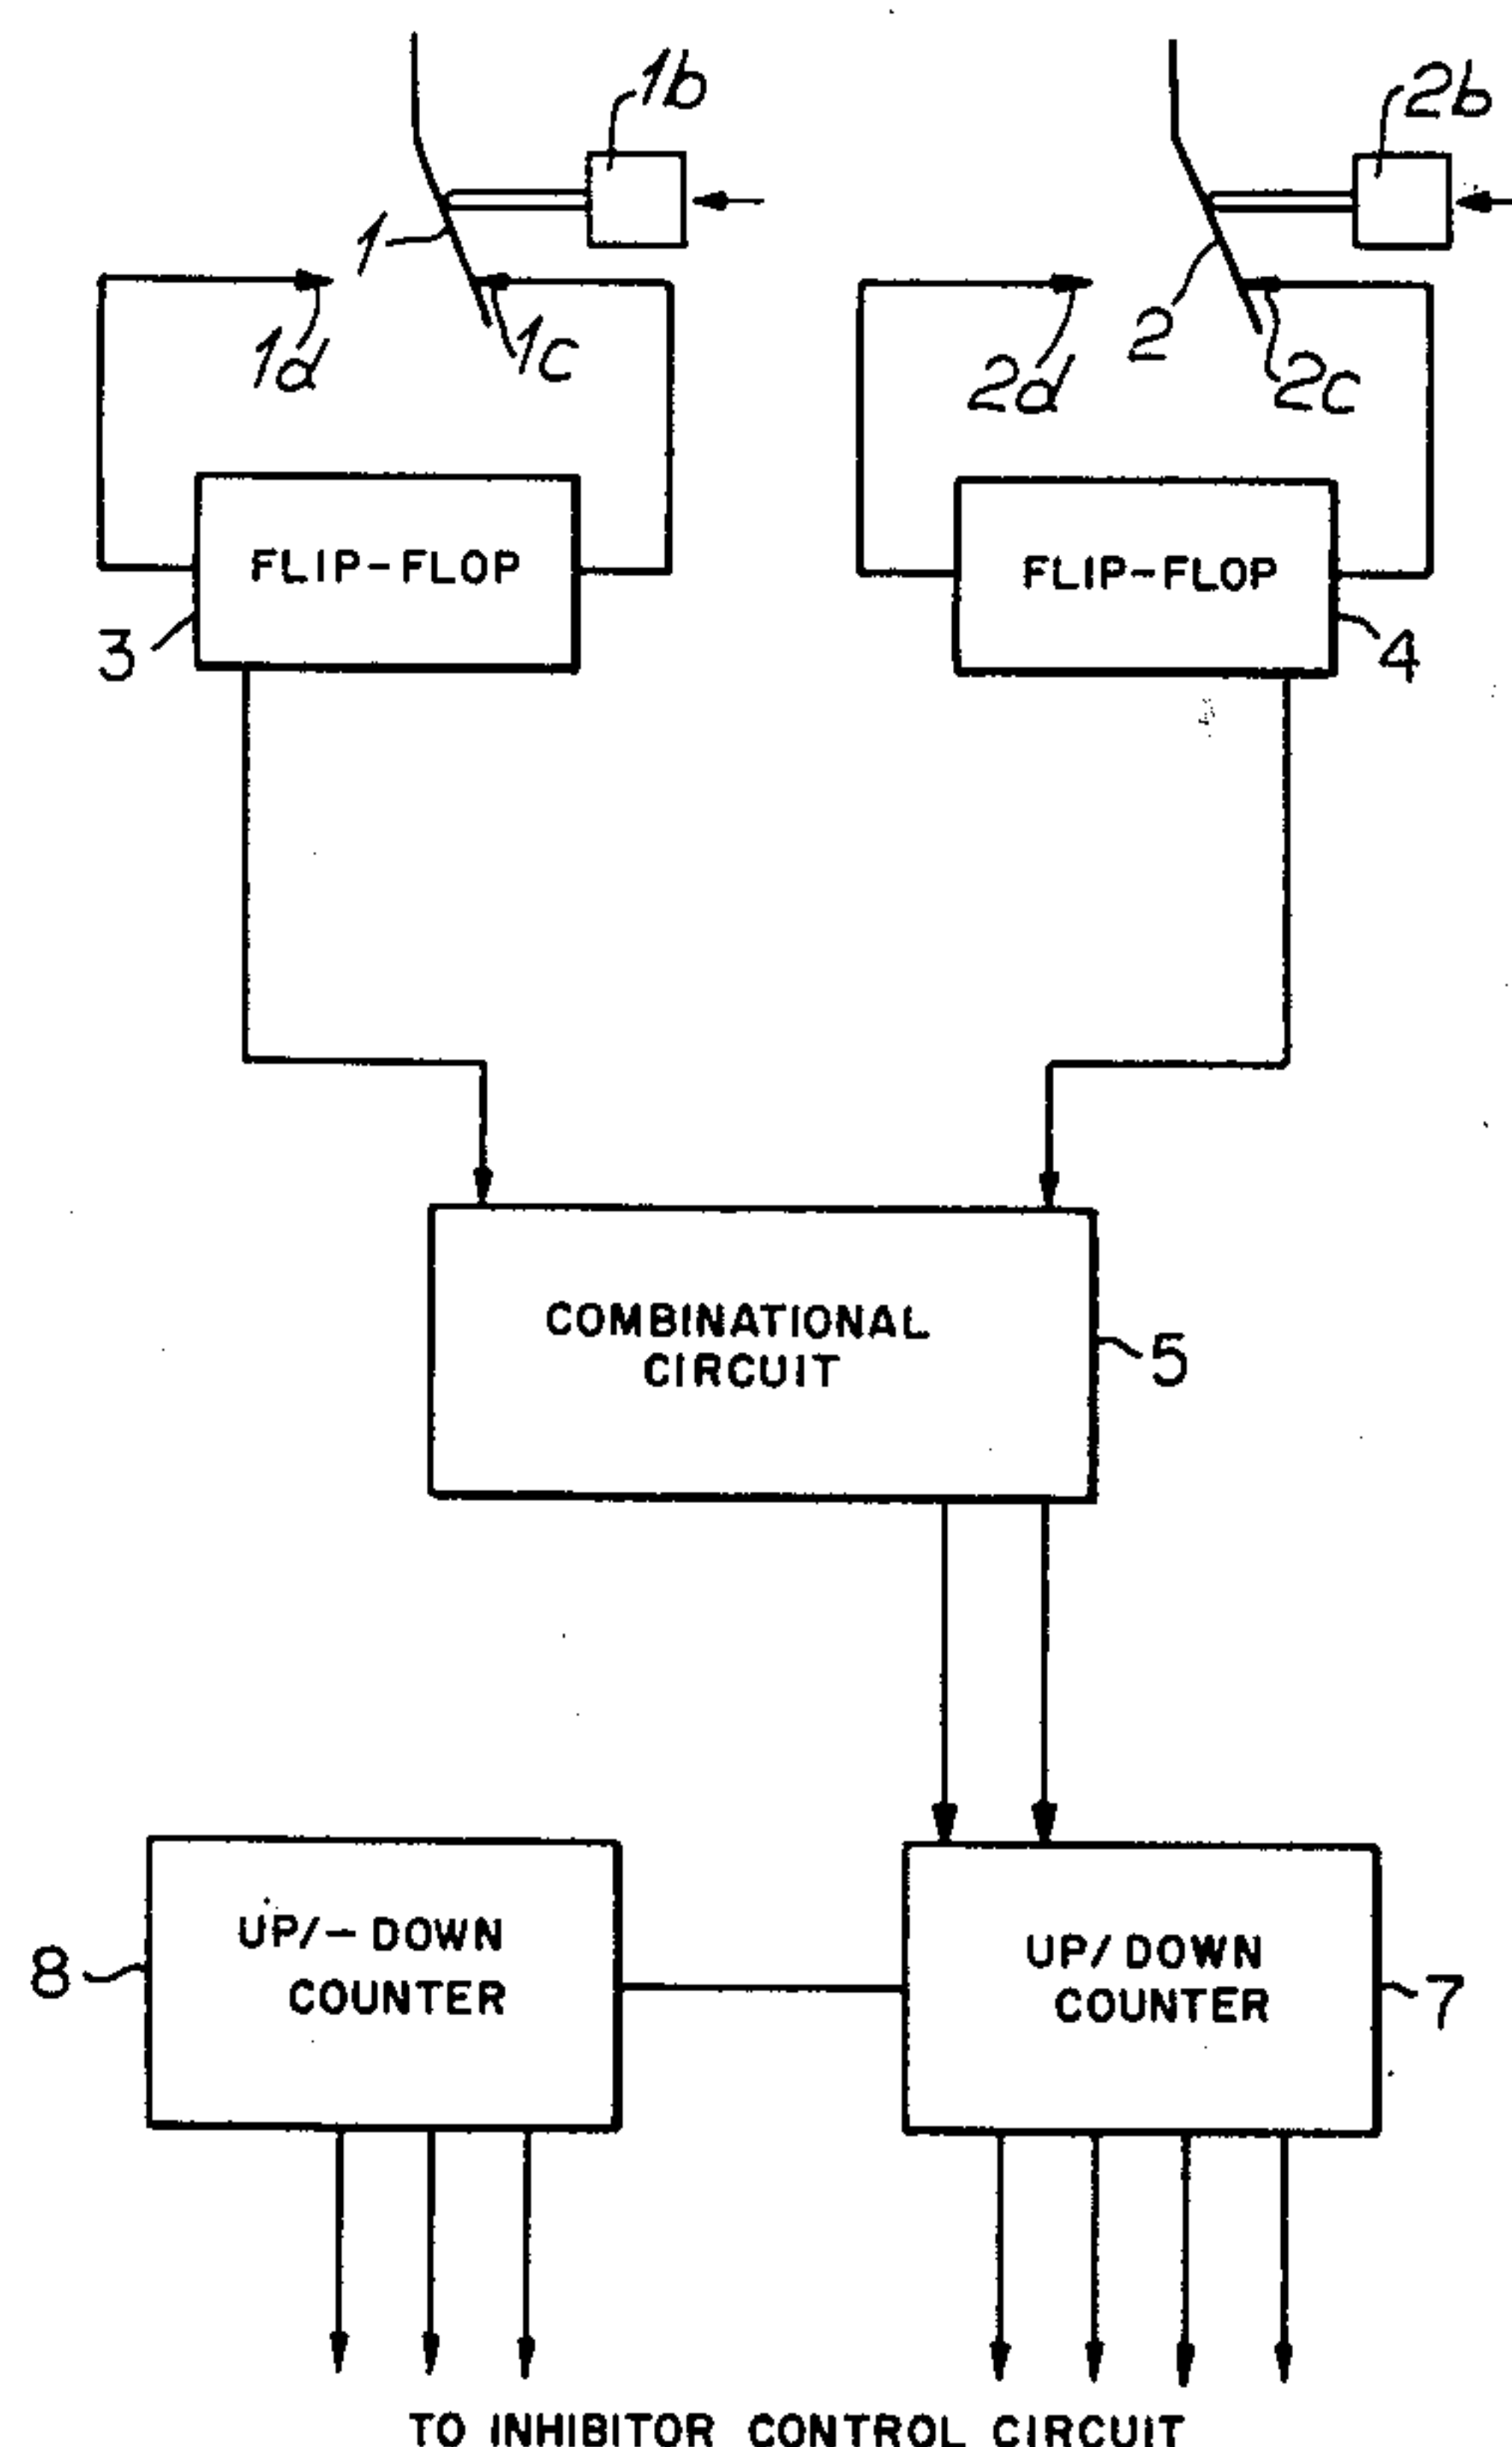 1b
2b
1
1d
1c
2
2d
2c
FLIP-FLOP
FLIP-FLOP
3
4
COMBINATIONAL
CIRCUIT
5
UP/-DOWN
COUNTER
8
UP/DOWN
COUNTER
7
TO INHIBITOR CONTROL CIRCUIT